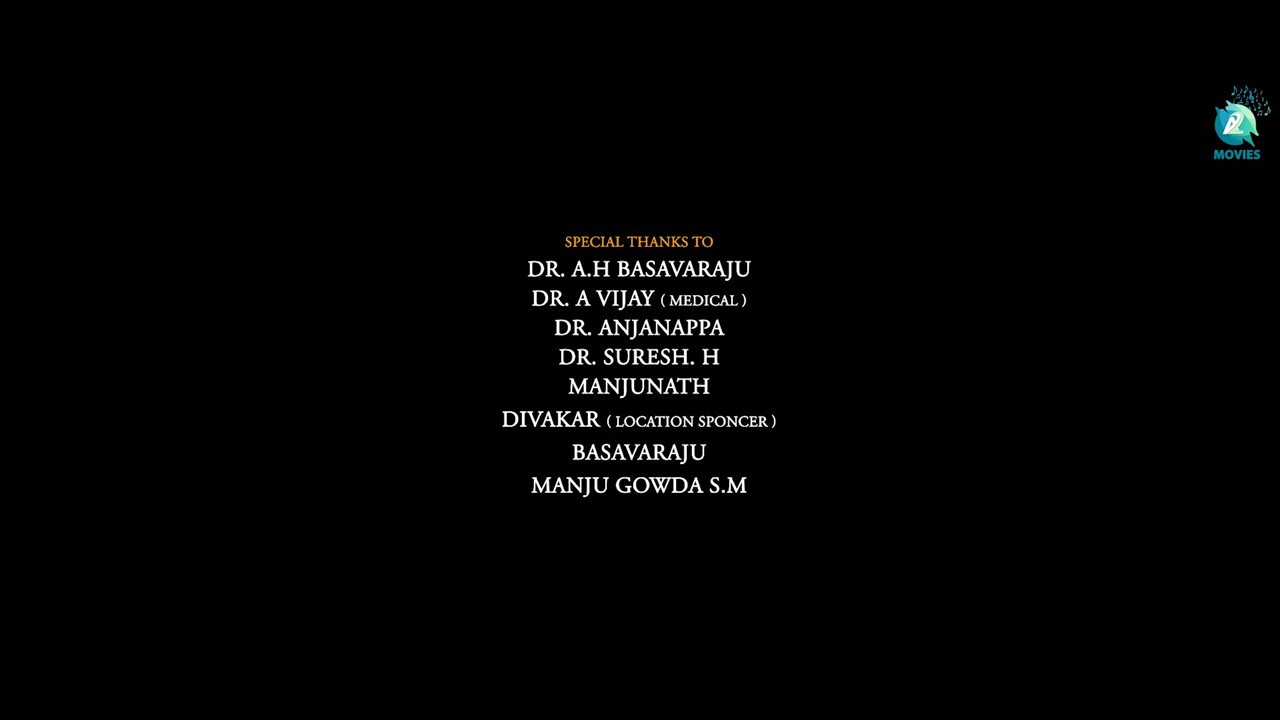 SPECIAL THANKS TO
DR. A.H BASAVARAJU
DR. A VIJAY ( MEDICAL )
DR. ANJANAPPA
DR. SURESH. H
MANJUNATH
DIVAKAR ( LOCATION SPONCER )
BASAVARAJU
MANJU GOWDA S.M
MOVIES